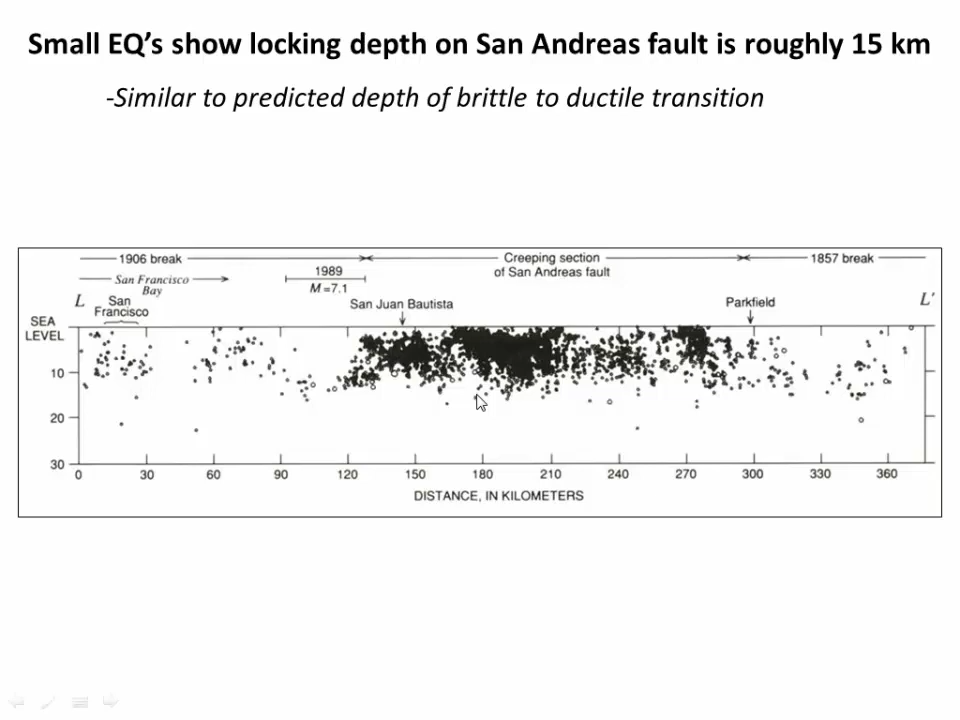 Small EQ's show locking depth on San Andreas fault is roughly 15 km
-Similar to predicted depth of brittle to ductile transition
1906 break
Creeping section
of San Andreas fault
1857 break
San Francisco
Bay
1989
M=7.1
L
San
Francisco
San Juan Bautista
Parkfield
L'
SEA
LEVEL
10
20
30
0 30 60 90 120 150 180 210 240 270 300 330 360
DISTANCE, IN KILOMETERS